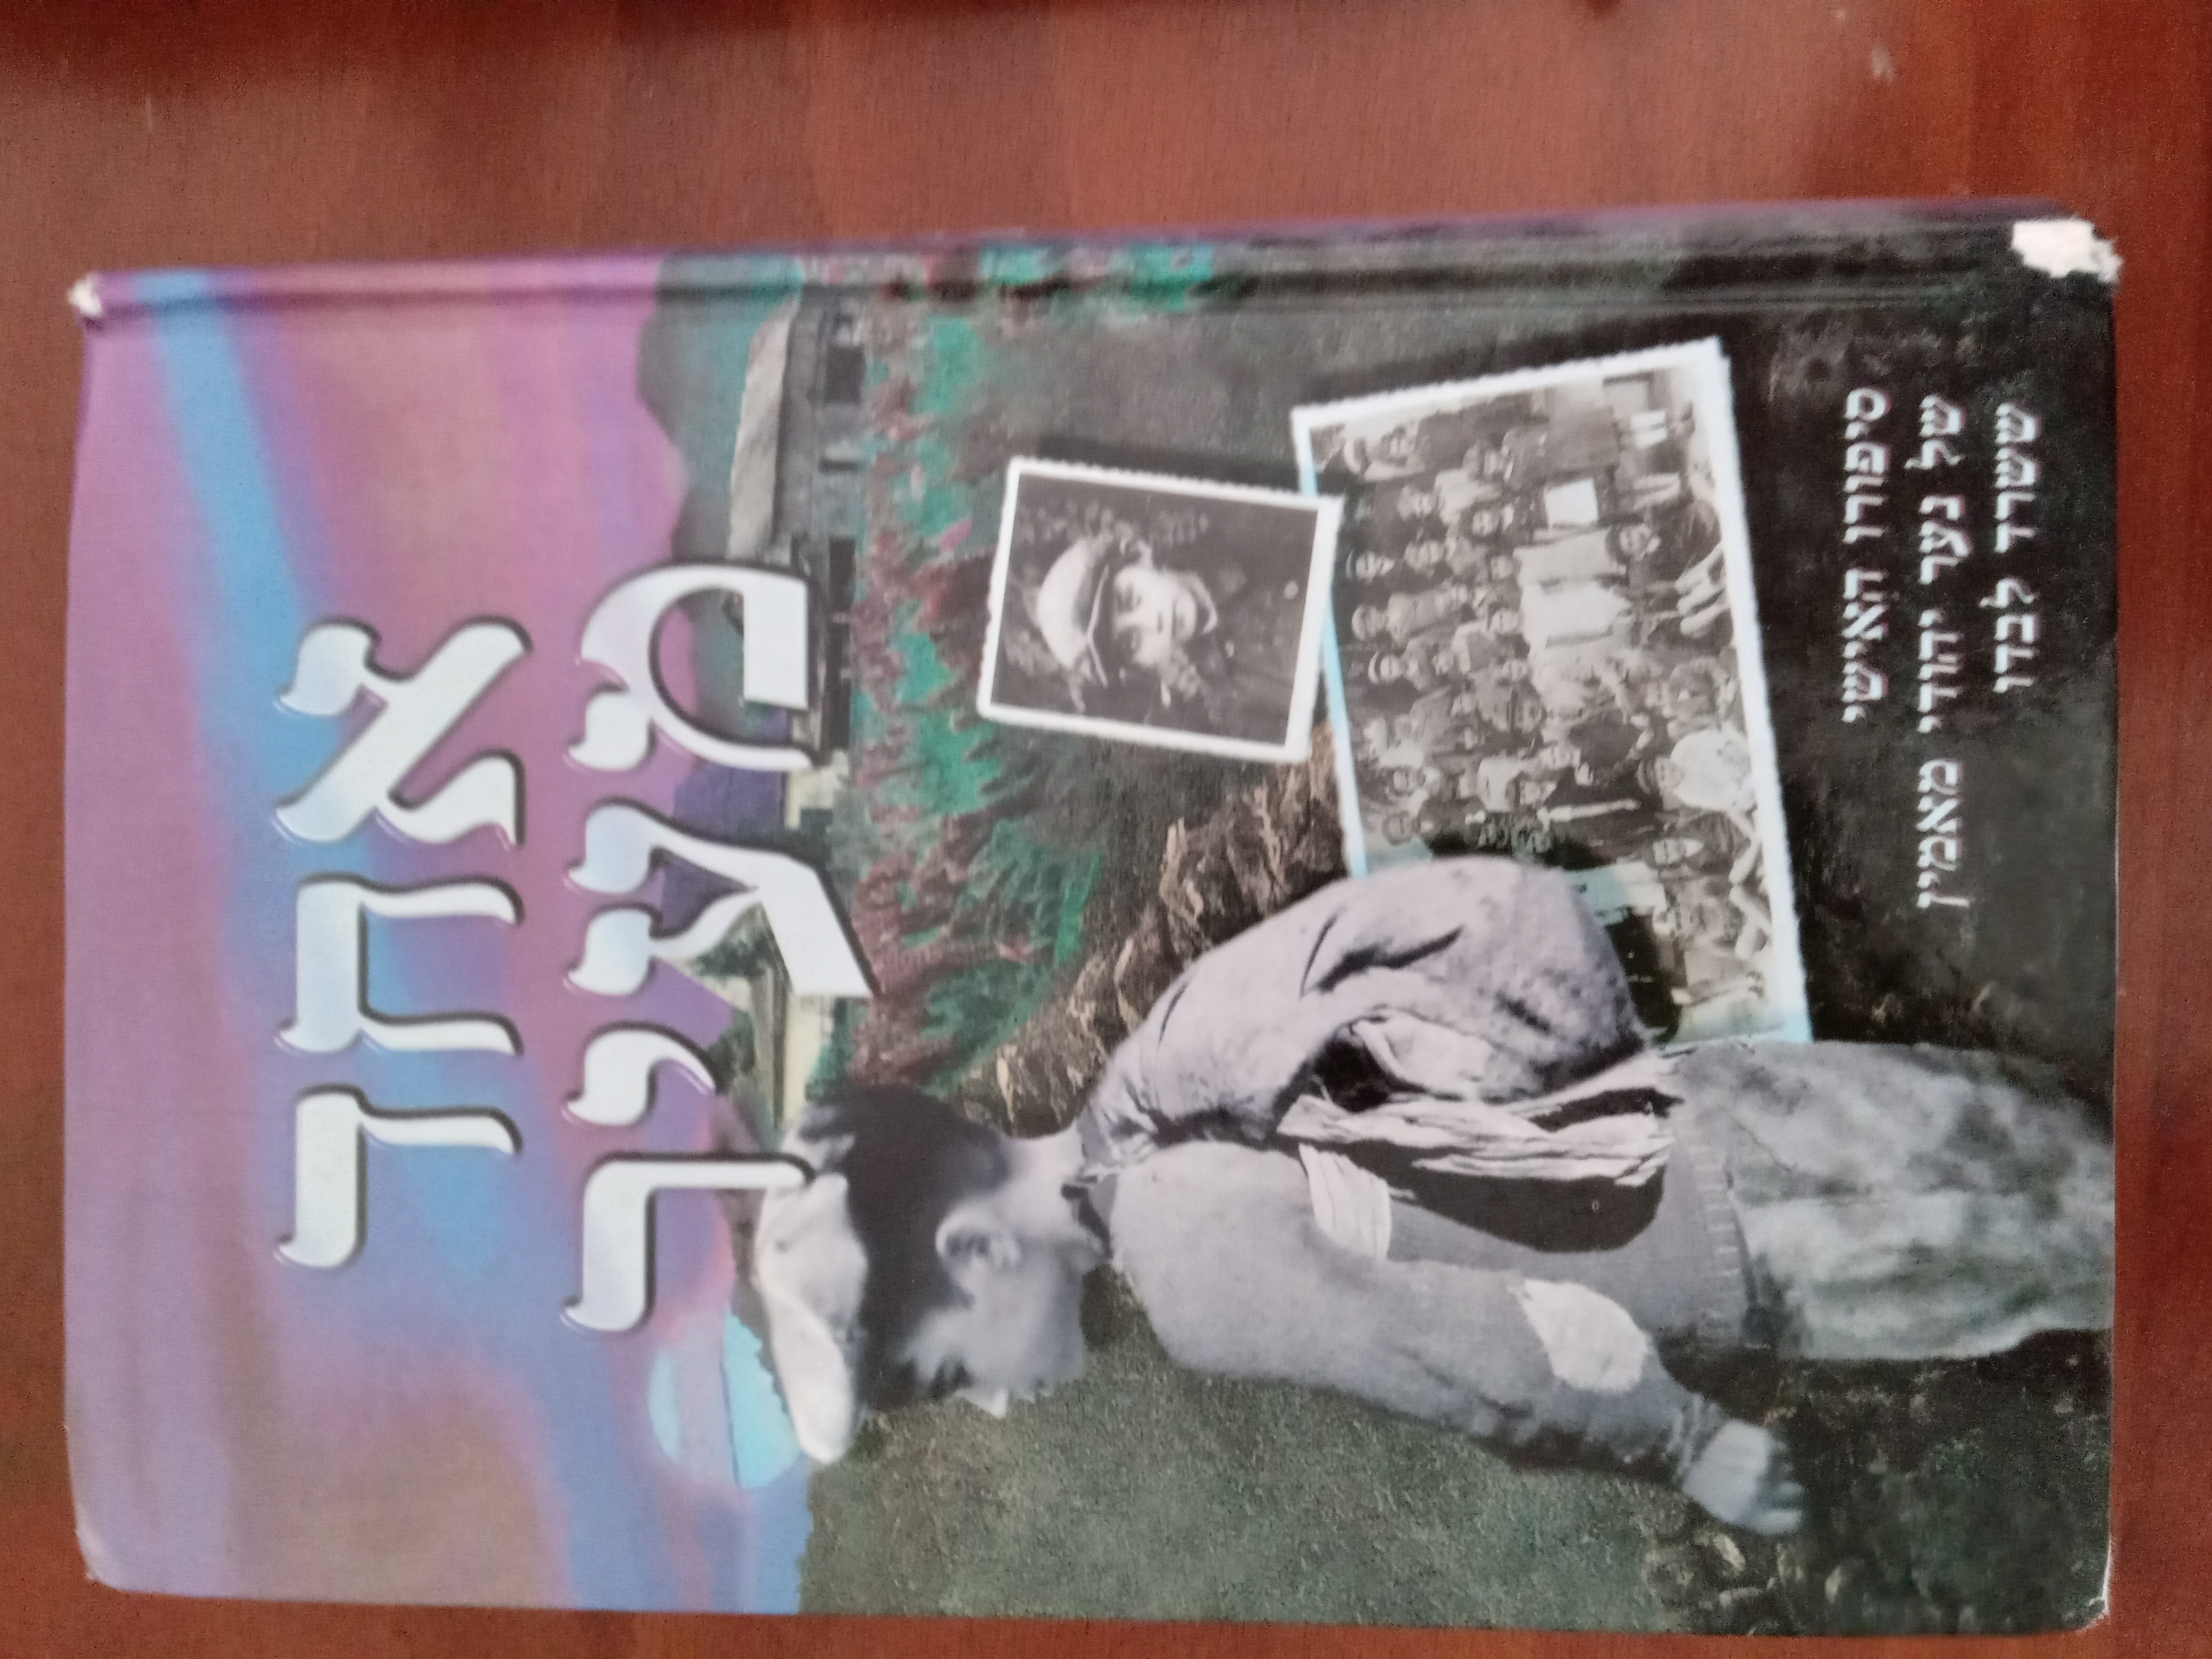 אחד
מעיר
סיפורו האישי
של נער יהודי מאמין
ששרד לבדו